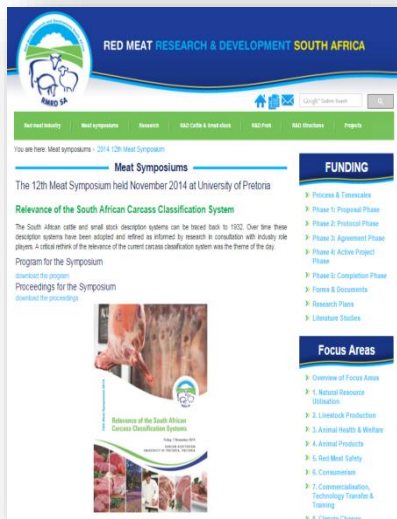 RED MEAT RESEARCH & DEVELOPMENT SOUTH AFRICA
RMRD SA
Google Custom Search
Red meat Industry Meat symposiums Research R&D Cattle & Small stock R&D Pork R&D Structures Projects
You are here: Meat symposiums › 2014 12th Meat Symposium
Meat Symposiums
The 12th Meat Symposium held November 2014 at University of Pretoria
Relevance of the South African Carcass Classification System
The South African cattle and small stock description systems can be traced back to 1932. Over time these
description systems have been adopted and refined as informed by research in consultation with industry role
players. A critical rethink of the relevance of the current carcass classification system was the theme of the day.
Program for the Symposium
download the program
Proceedings for the Symposium
download the proceedings
Relevance of the South African
Carcass Classification Systems
FUNDING
Process & Timescales
Phase 1: Proposal Phase
Phase 2: Protocol Phase
Phase 3: Agreement Phase
Phase 4: Active Project
Phase
Phase 5: Completion Phase
Forms & Documents
Research Plans
Literature Studies
Focus Areas
Overview of Focus Areas
1. Natural Resource
Utilisation
2. Livestock Production
3. Animal Health & Welfare
4. Animal Products
5. Red Meat Safety
6. Consumerism
7. Commercialisation,
Technology Transfer &
Training
8. Climate Change